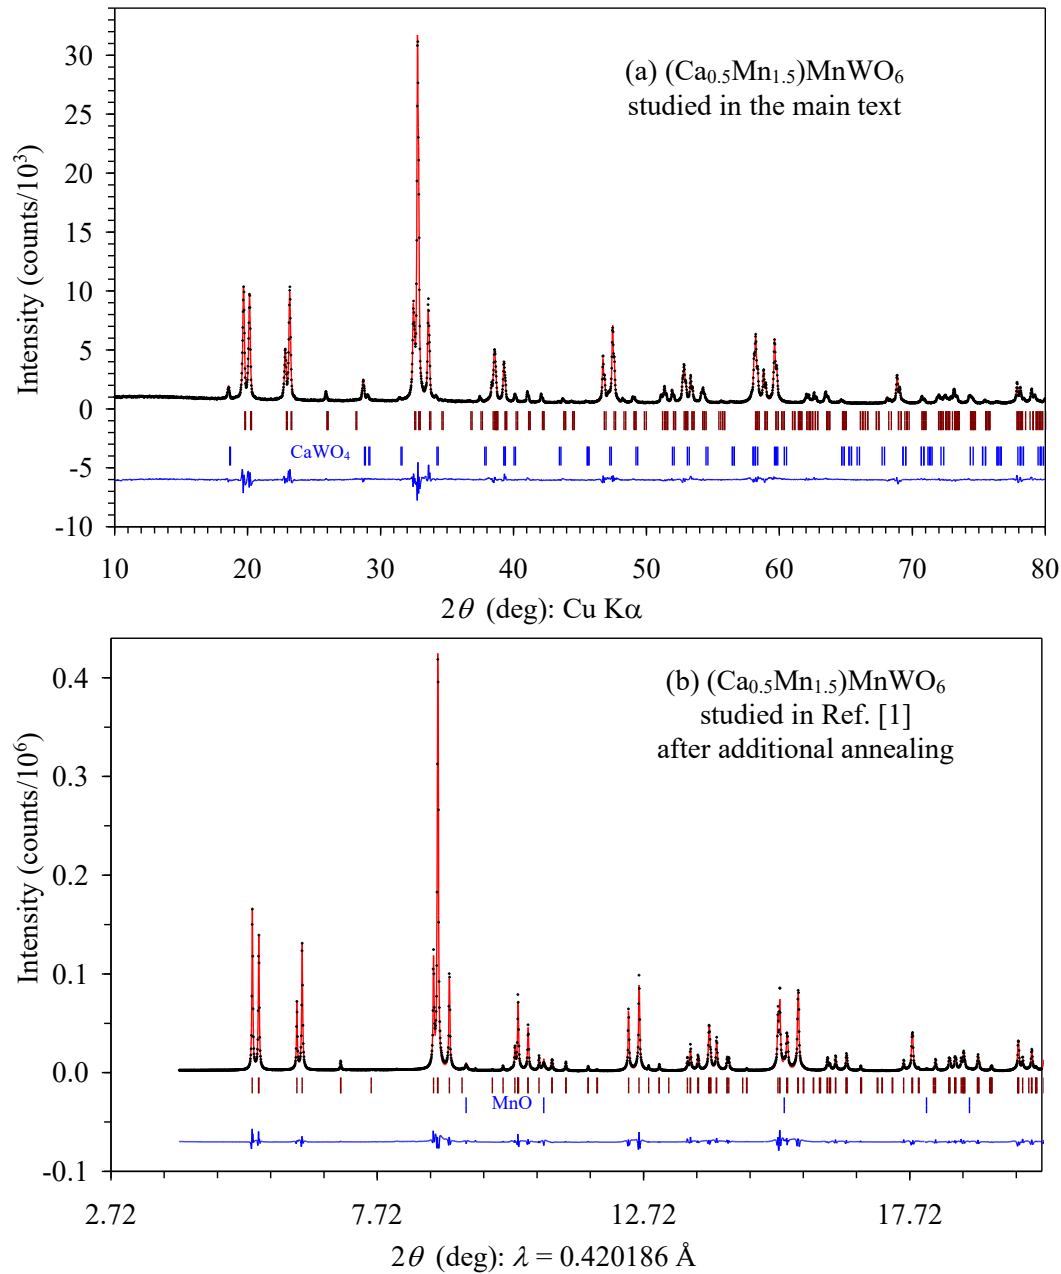 (a) (Ca₀.₅Mn₁.₅)MnWO₆
studied in the main text
Intensity (counts/10³)
30
25
20
15
10
5
0
-5
-10
CaWO₄
10 20 30 40 50 60 70 80
2θ (deg): Cu Kα
(b) (Ca₀.₅Mn₁.₅)MnWO₆
studied in Ref. [1]
after additional annealing
Intensity (counts/10⁶)
0.4
0.3
0.2
0.1
0.0
-0.1
MnO
2.72 7.72 12.72 17.72
2θ (deg): λ = 0.420186 Å